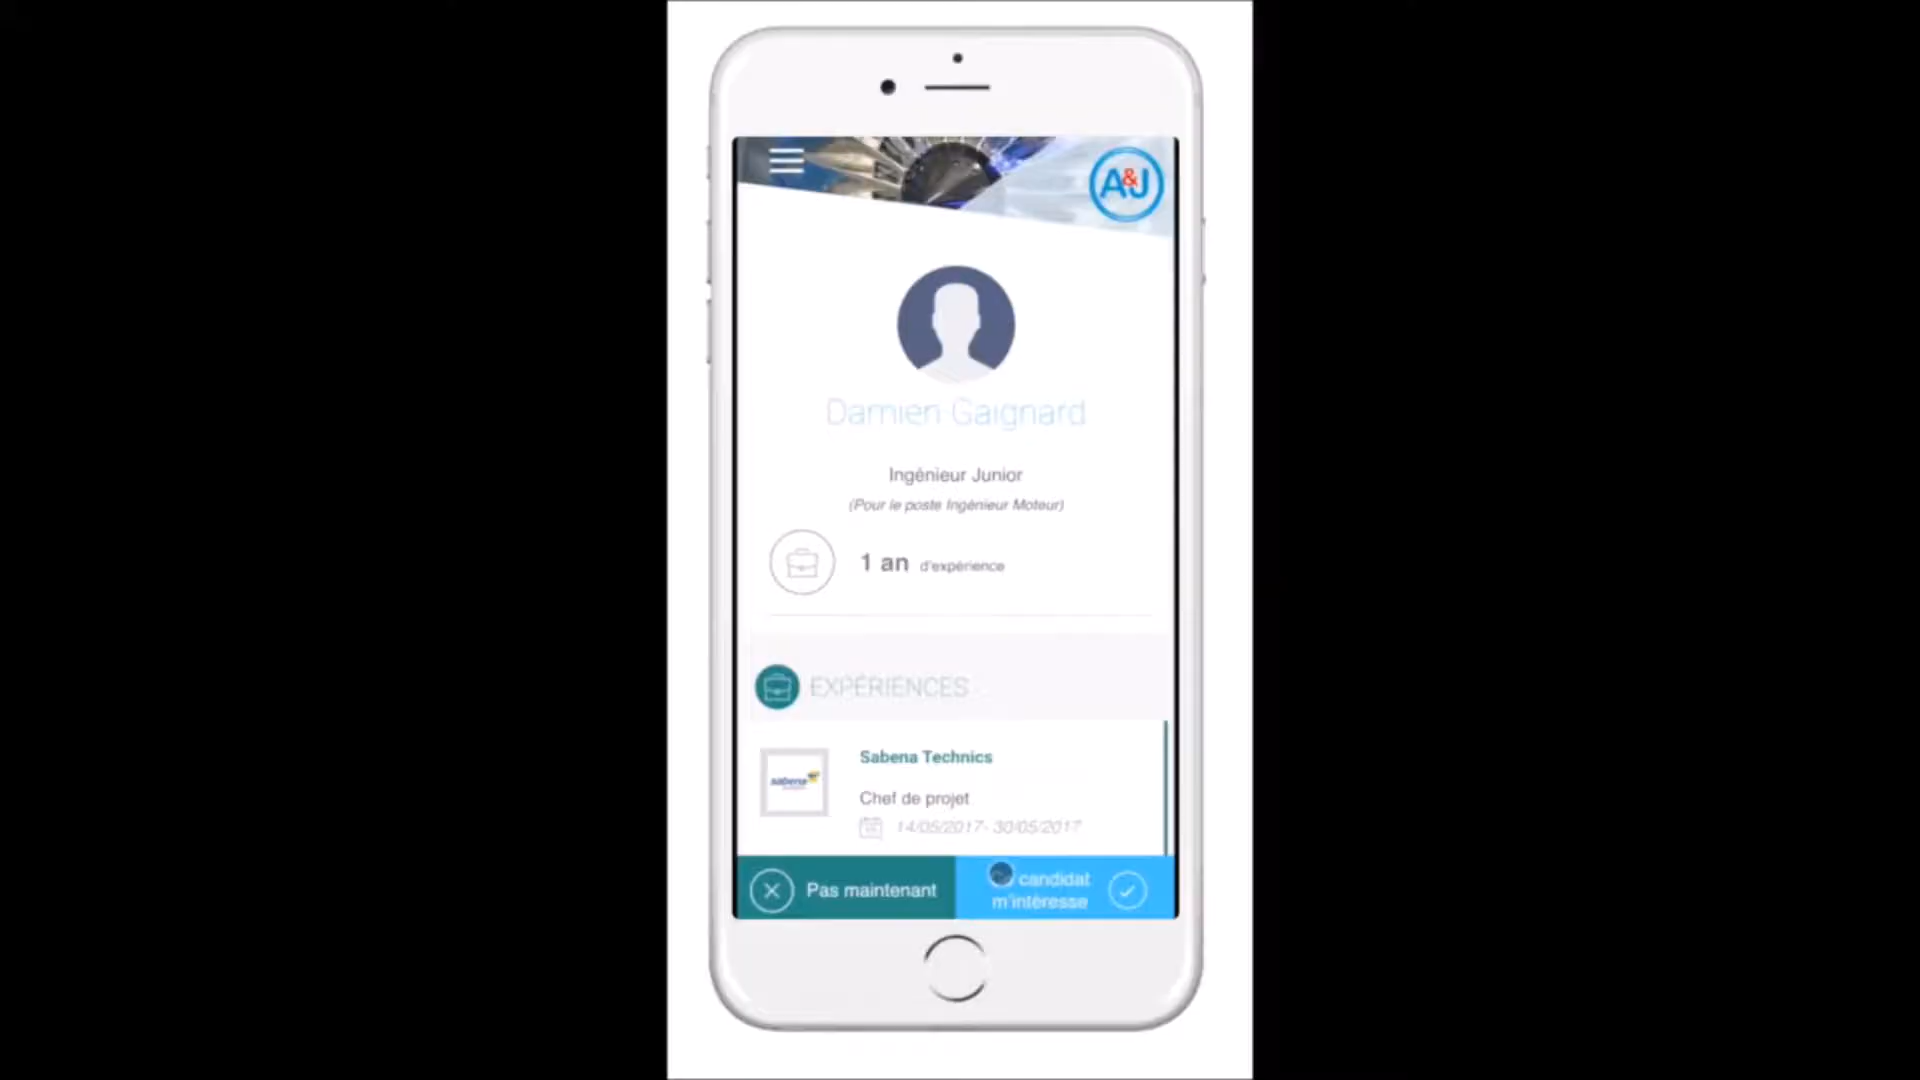 A&J
Damien Gaignard
Ingénieur Junior
(Pour le poste Ingénieur Moteur)
1 an d'expérience
EXPÉRIENCES
sabena
Sabena Technics
Chef de projet
14/05/2017- 30/05/2017
Pas maintenant
candidat
m'intéresse